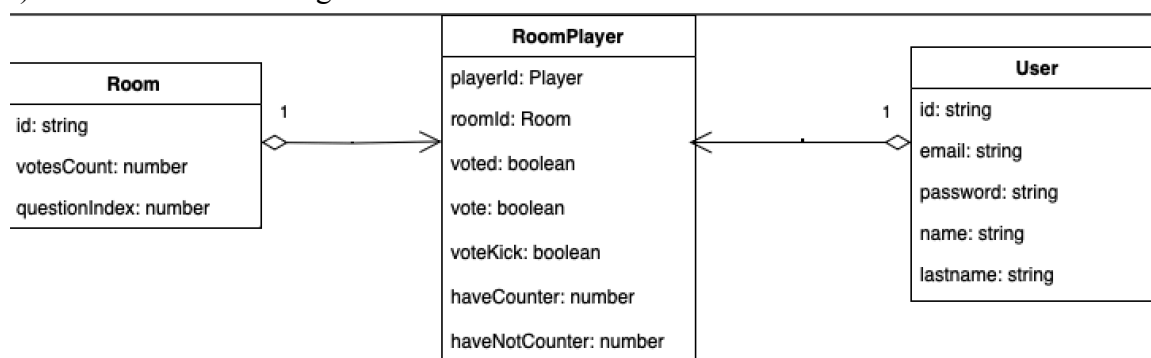 RoomPlayer
playerId: Player
roomId: Room
voted: boolean
vote: boolean
voteKick: boolean
haveCounter: number
haveNotCounter: number
Room
id: string
votesCount: number
questionIndex: number
1
1
User
id: string
email: string
password: string
name: string
lastname: string